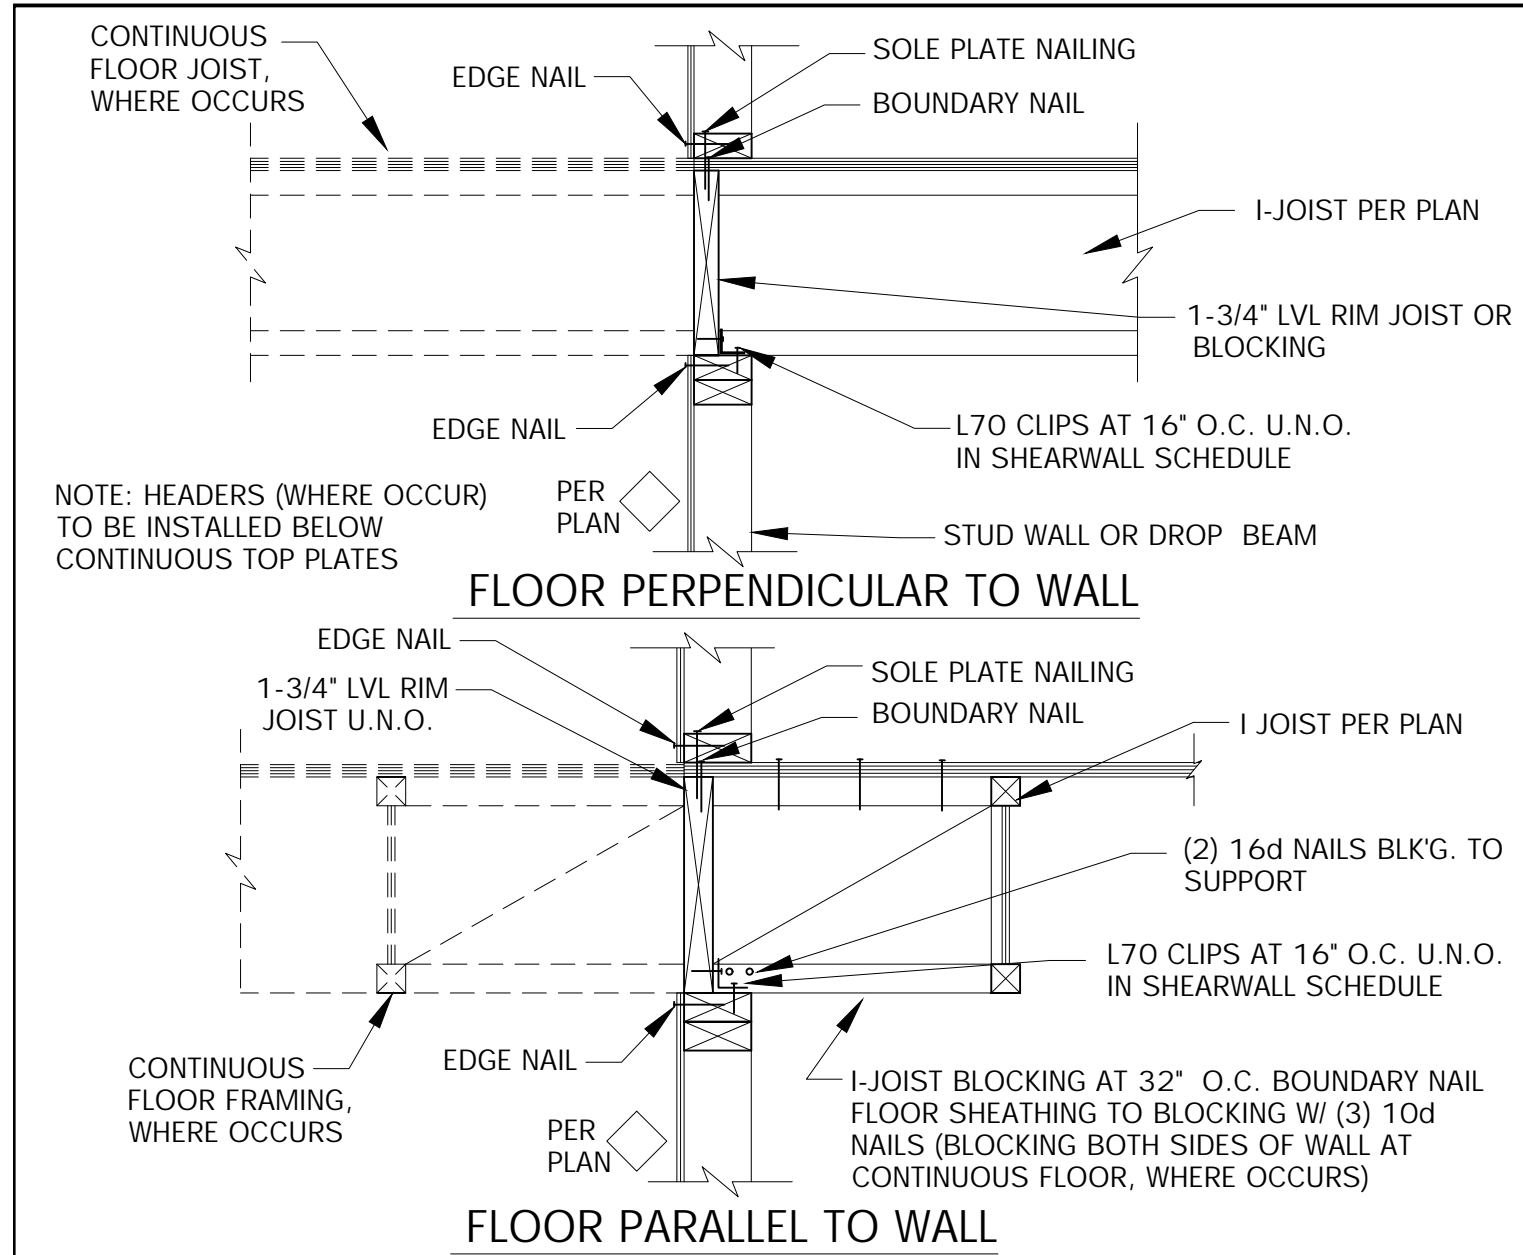 CONTINUOUS
FLOOR JOIST,
WHERE OCCURS
EDGE NAIL
SOLE PLATE NAILING
BOUNDARY NAIL
I-JOIST PER PLAN
1-3/4" LVL RIM JOIST OR
BLOCKING
EDGE NAIL
L70 CLIPS AT 16" O.C. U.N.O.
IN SHEARWALL SCHEDULE
NOTE: HEADERS (WHERE OCCUR)
TO BE INSTALLED BELOW
CONTINUOUS TOP PLATES
PER
PLAN
STUD WALL OR DROP BEAM
FLOOR PERPENDICULAR TO WALL
EDGE NAIL
1-3/4" LVL RIM
JOIST U.N.O.
SOLE PLATE NAILING
BOUNDARY NAIL
I JOIST PER PLAN
(2) 16d NAILS BLK'G. TO
SUPPORT
L70 CLIPS AT 16" O.C. U.N.O.
IN SHEARWALL SCHEDULE
CONTINUOUS
FLOOR FRAMING,
WHERE OCCURS
EDGE NAIL
PER
PLAN
I-JOIST BLOCKING AT 32" O.C. BOUNDARY NAIL
FLOOR SHEATHING TO BLOCKING W/ (3) 10d
NAILS (BLOCKING BOTH SIDES OF WALL AT
CONTINUOUS FLOOR, WHERE OCCURS)
FLOOR PARALLEL TO WALL